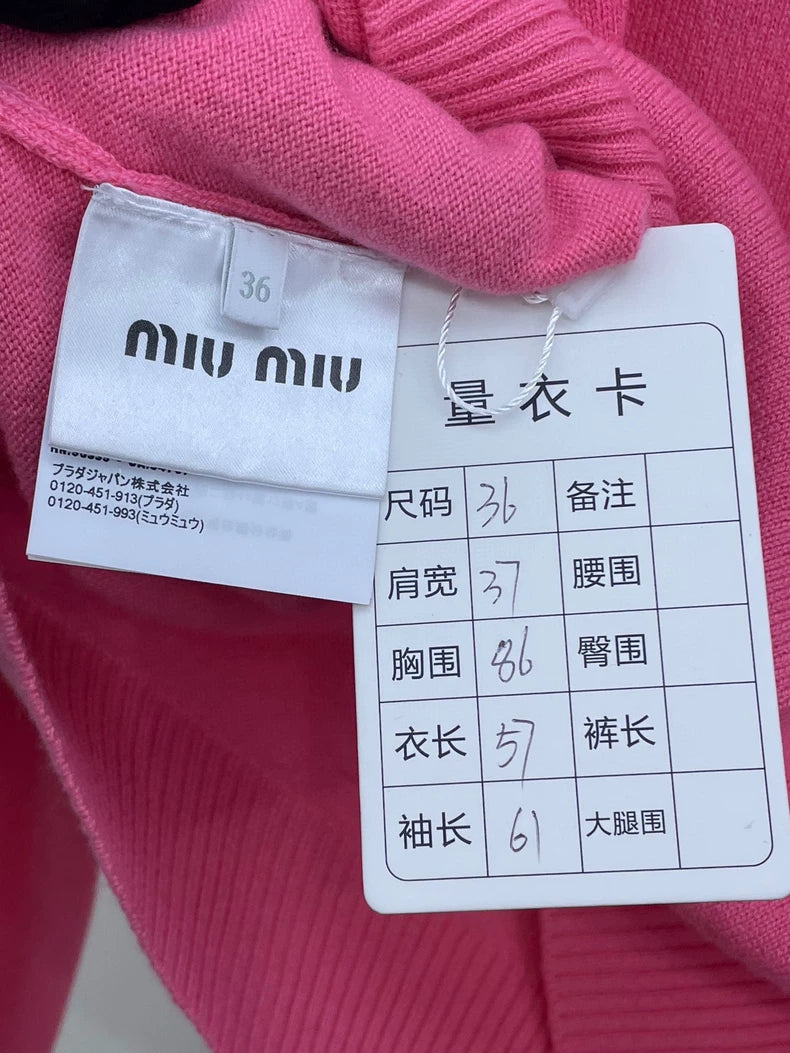 36
miu miu
プラダジャパン株式会社
0120-451-913(プラダ)
0120-451-993(ミュウミュウ)
量衣卡
尺码 36 备注
肩宽 37 腰围
胸围 86 臀围
衣长 57 裤长
袖长 61 大腿围